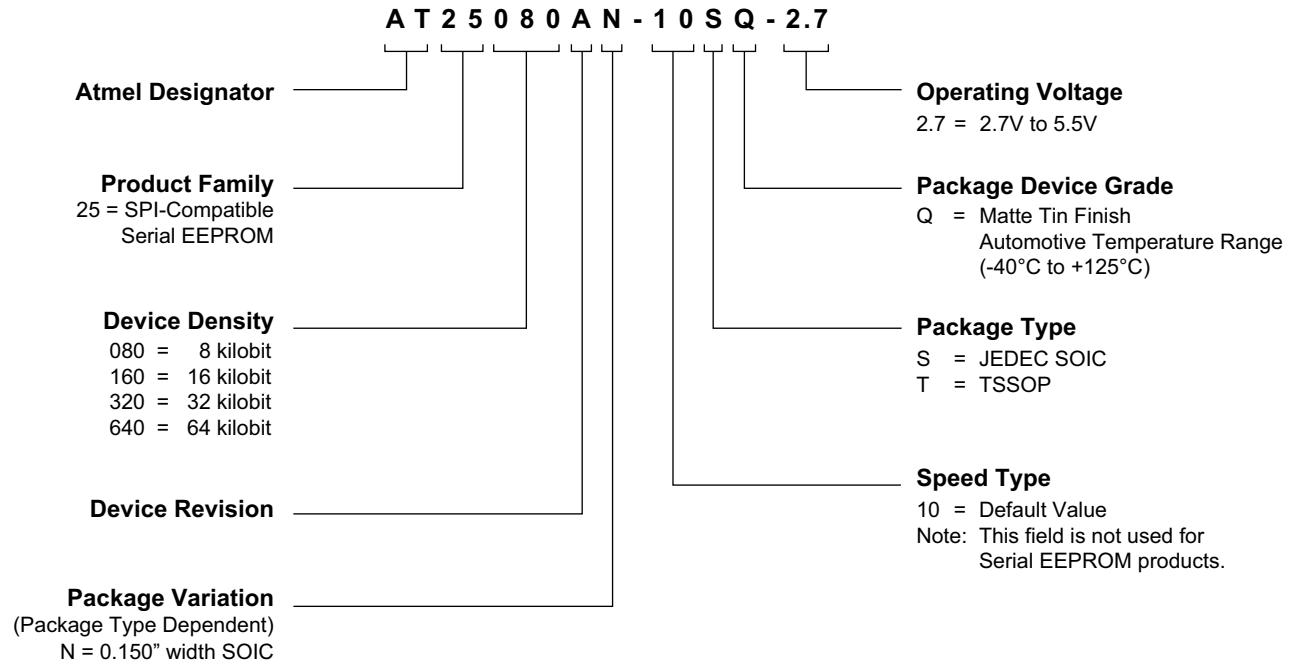 AT25080AN-10SQ-2.7
Atmel Designator
Product Family
25 = SPI-Compatible
Serial EEPROM
Device Density
080 = 8 kilobit
160 = 16 kilobit
320 = 32 kilobit
640 = 64 kilobit
Device Revision
Package Variation
(Package Type Dependent)
N = 0.150” width SOIC
Operating Voltage
2.7 = 2.7V to 5.5V
Package Device Grade
Q = Matte Tin Finish
Automotive Temperature Range
(-40°C to +125°C)
Package Type
S = JEDEC SOIC
T = TSSOP
Speed Type
10 = Default Value
Note: This field is not used for
Serial EEPROM products.